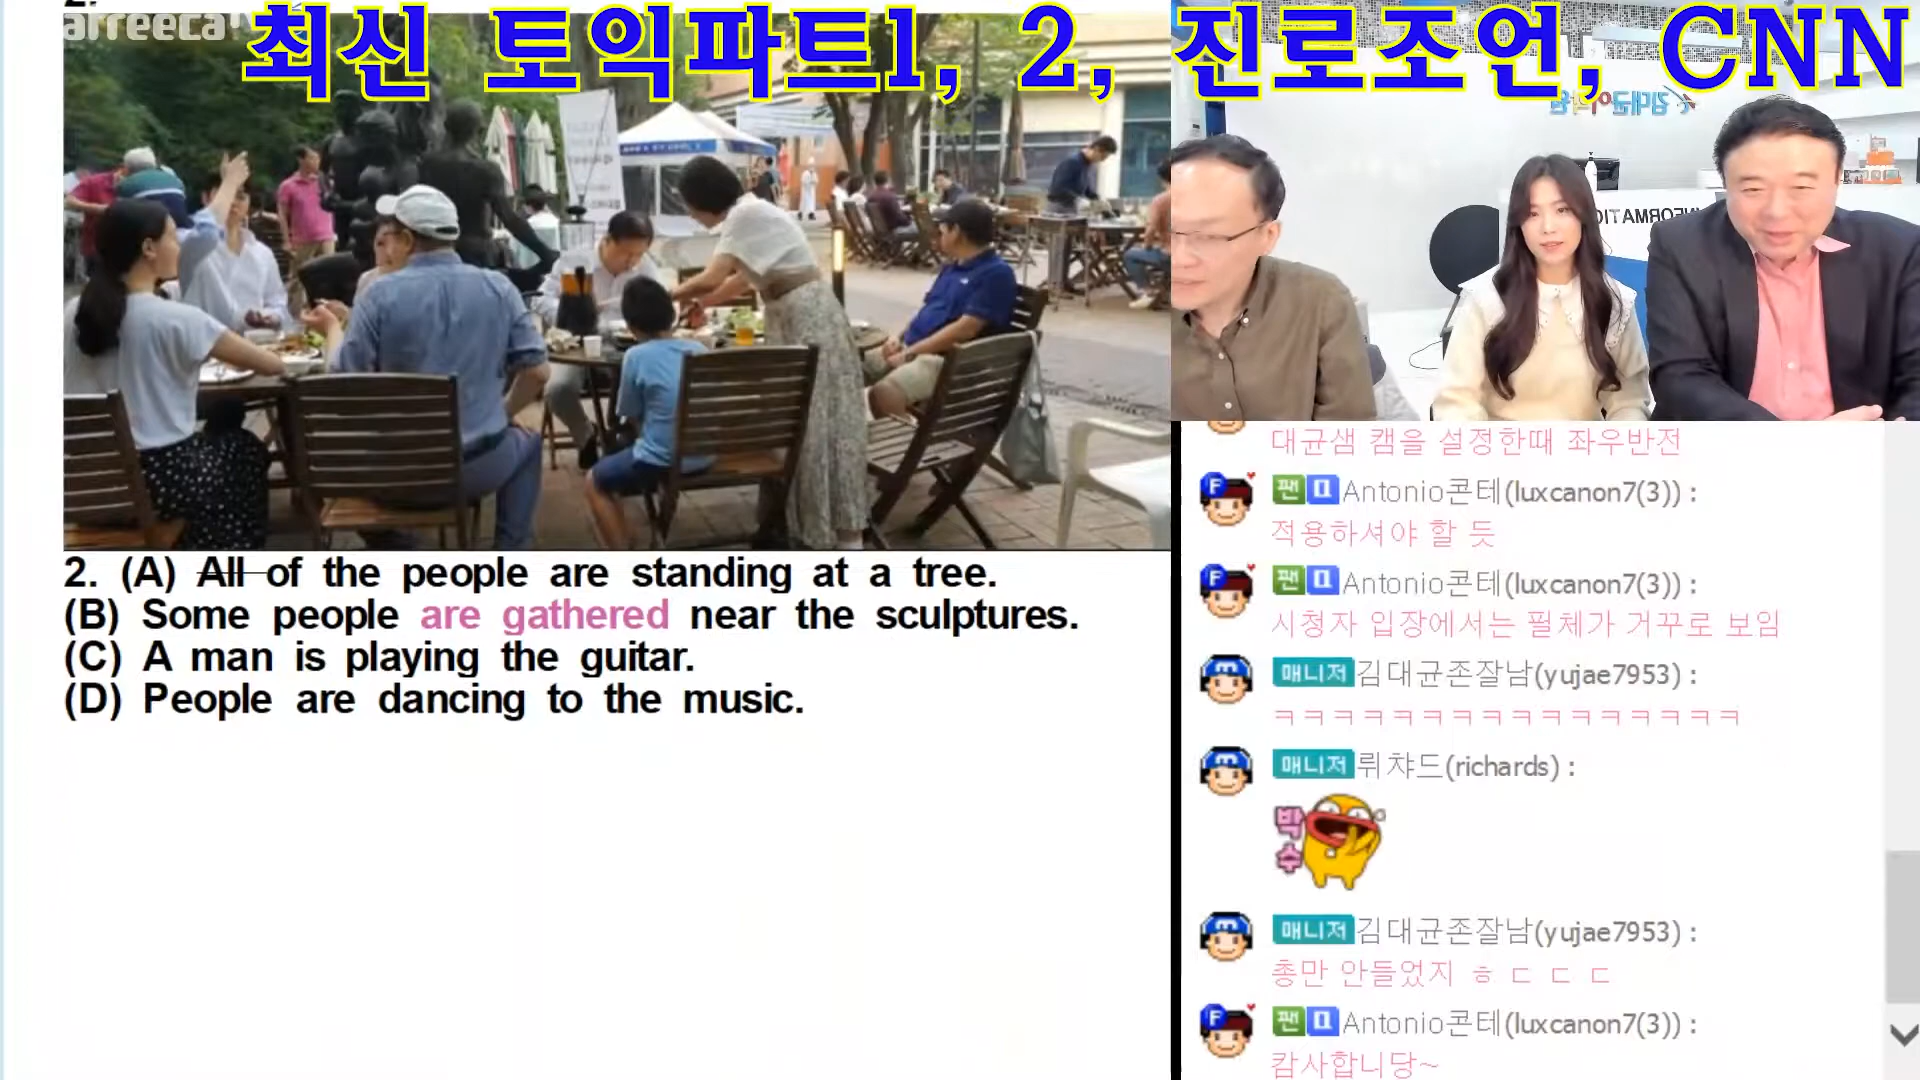 최신 토익파트1, 2, 진로조언, CNN
afreecaTV
2. (A) All of the people are standing at a tree.
(B) Some people are gathered near the sculptures.
(C) A man is playing the guitar.
(D) People are dancing to the music.
INFORMATIO
대균샘 캠을 설정한때 좌우반전
팬 Antonio콘테(luxcanon7(3)) :
적용하셔야 할 듯
팬 Antonio콘테(luxcanon7(3)) :
시청자 입장에서는 필체가 거꾸로 보임
매니저 김대균존잘남(yujae7953) :
ㅋㅋㅋㅋㅋㅋㅋㅋㅋㅋㅋㅋㅋㅋㅋㅋ
매니저 뤼챠드(richards) :
박수
매니저 김대균존잘남(yujae7953) :
총만 안들었지 ㅎ ㄷ ㄷ ㄷ
팬 Antonio콘테(luxcanon7(3)) :
캄사합니당~